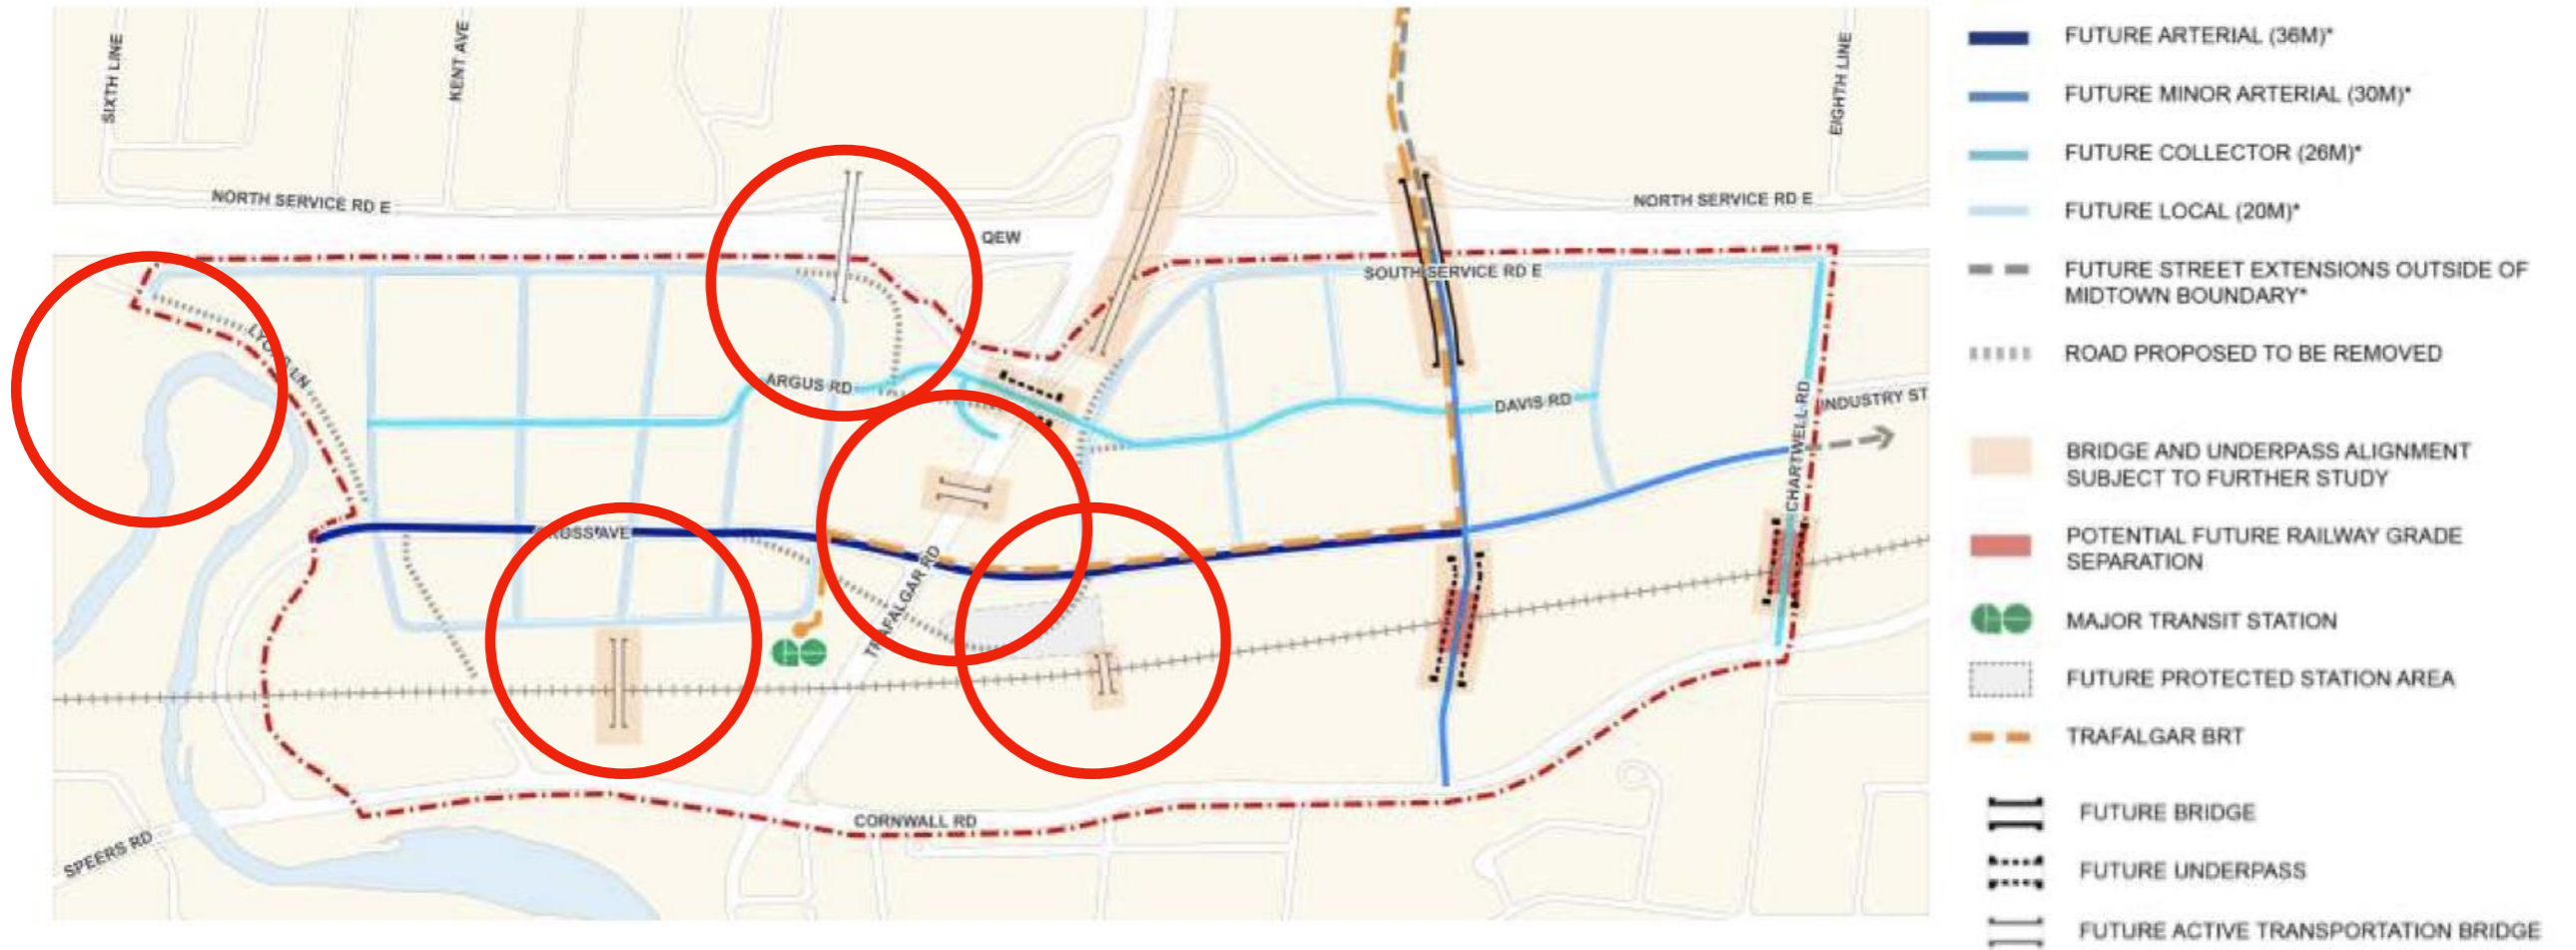 SIXTH LINE
KENT AVE
EIGHTH LINE
NORTH SERVICE RD E
NORTH SERVICE RD E
QEW
SOUTH SERVICE RD E
LYONS LN
ARGUS RD
DAVIS RD
CHARTWELL RD
INDUSTRY ST
TRAFALGAR RD
GO
CORNWALL RD
SPEERS RD
FUTURE ARTERIAL (36M)*
FUTURE MINOR ARTERIAL (30M)*
FUTURE COLLECTOR (26M)*
FUTURE LOCAL (20M)*
FUTURE STREET EXTENSIONS OUTSIDE OF
MIDTOWN BOUNDARY*
ROAD PROPOSED TO BE REMOVED
BRIDGE AND UNDERPASS ALIGNMENT
SUBJECT TO FURTHER STUDY
POTENTIAL FUTURE RAILWAY GRADE
SEPARATION
GO
MAJOR TRANSIT STATION
FUTURE PROTECTED STATION AREA
TRAFALGAR BRT
FUTURE BRIDGE
FUTURE UNDERPASS
FUTURE ACTIVE TRANSPORTATION BRIDGE